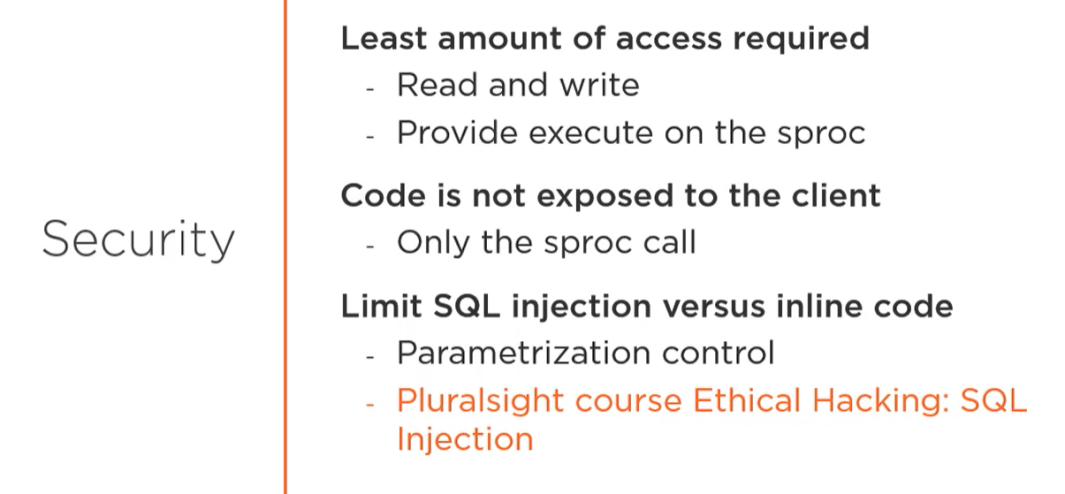 Security
Least amount of access required
- Read and write
- Provide execute on the sproc
Code is not exposed to the client
- Only the sproc call
Limit SQL injection versus inline code
- Parametrization control
- Pluralsight course Ethical Hacking: SQL
Injection